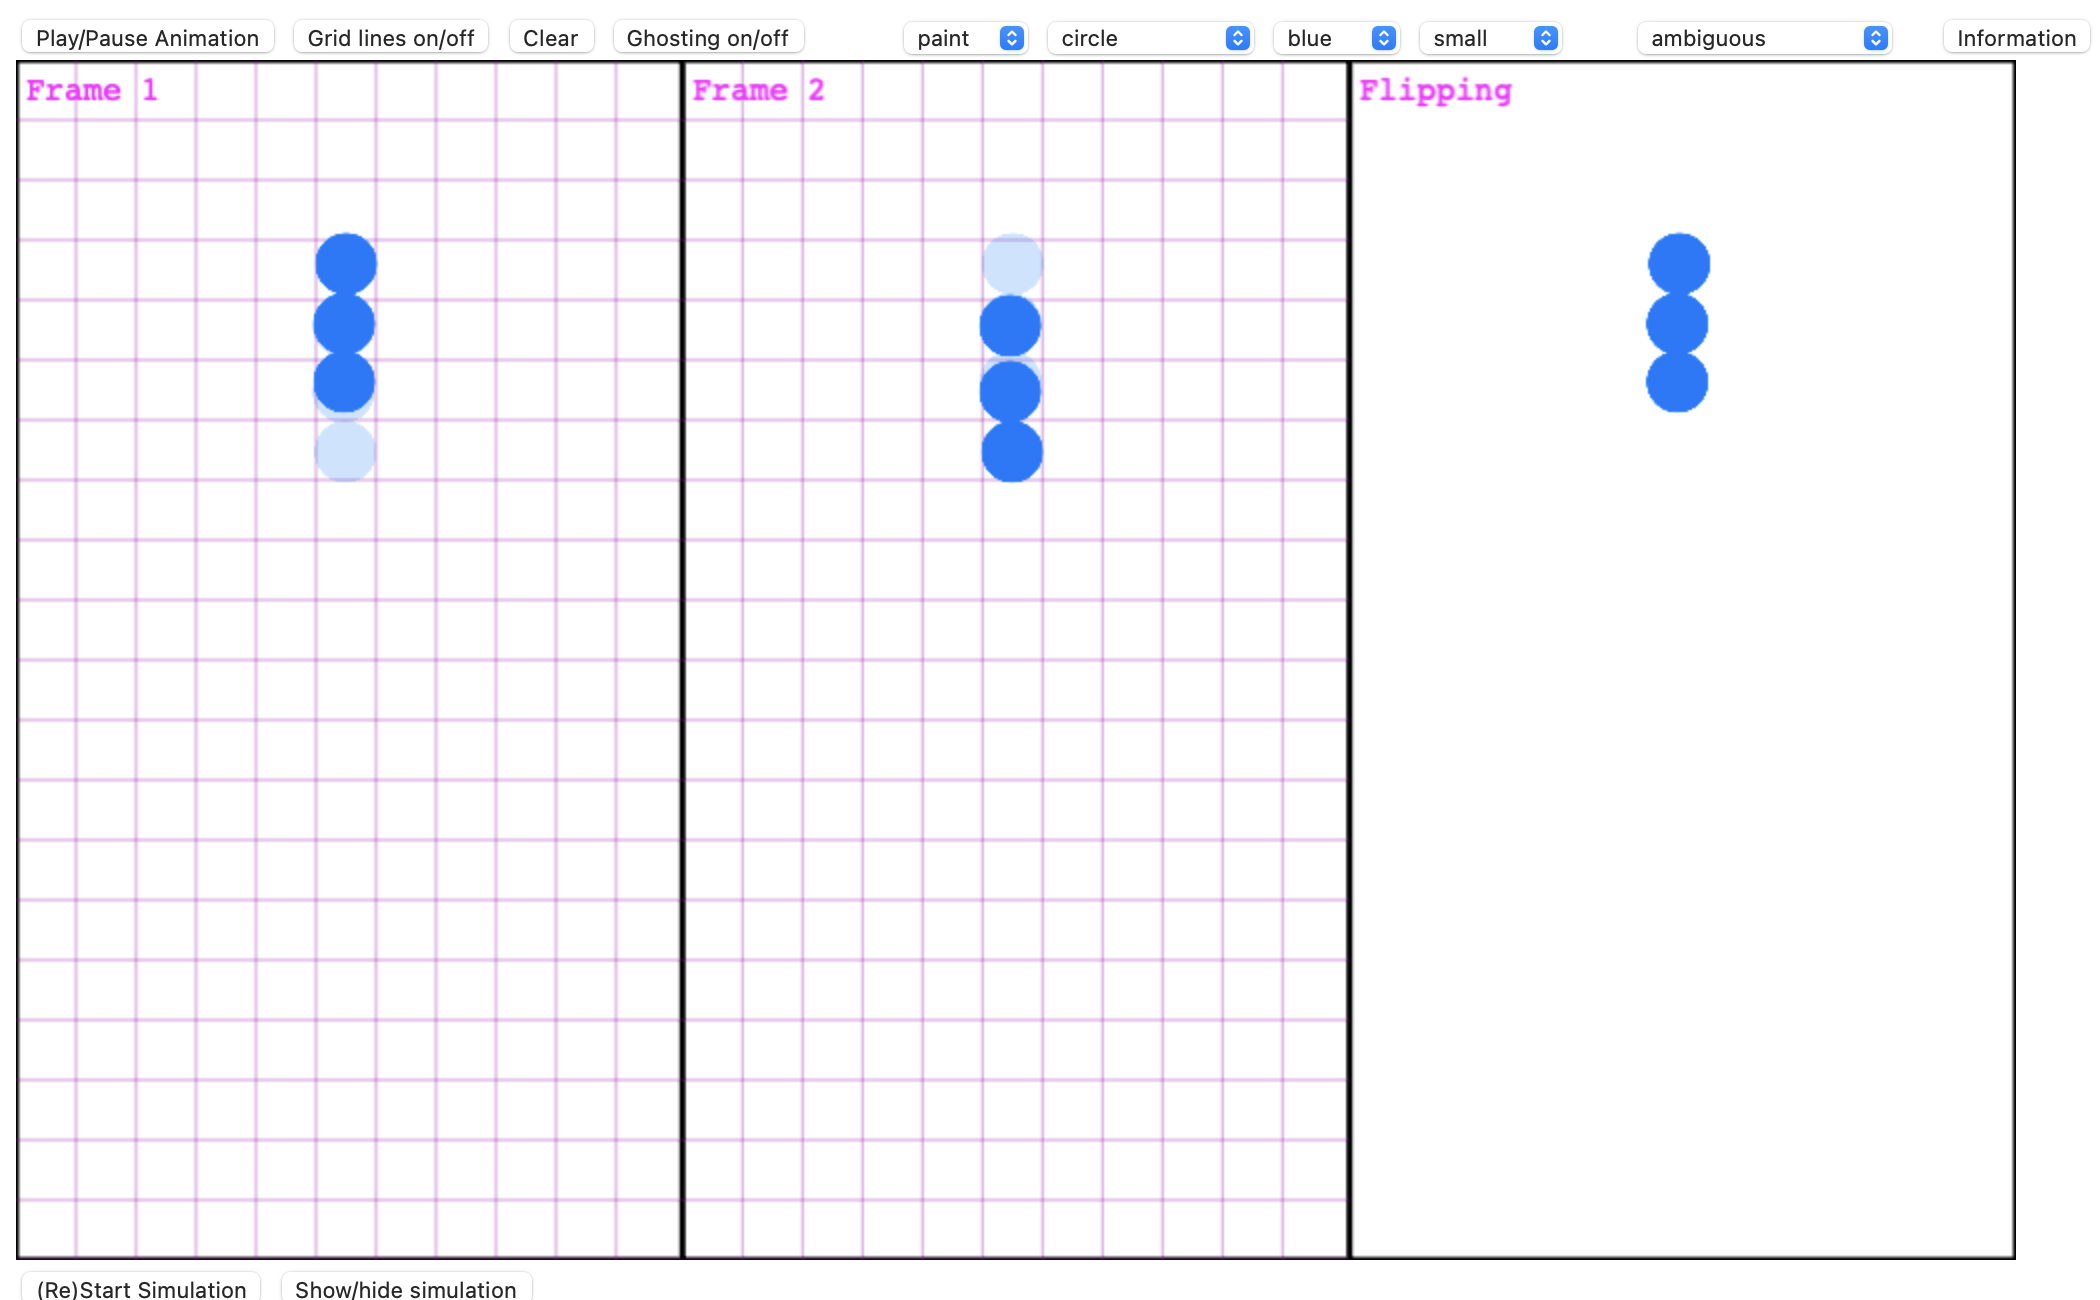 Play/Pause Animation Grid lines on/off Clear Ghosting on/off paint circle blue small ambiguous Information
Frame 1 Frame 2 Flipping
(Re)Start Simulation Show/hide simulation